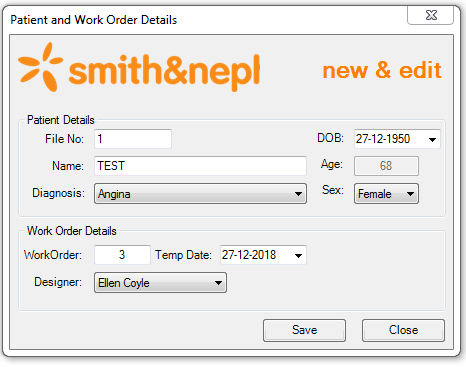 Patient and Work Order Details
smith&nepl
new & edit
Patient Details
File No: 1 DOB: 27-12-1950
Name: TEST Age: 68
Diagnosis: Angina Sex: Female
Work Order Details
WorkOrder: 3 Temp Date: 27-12-2018
Designer: Ellen Coyle
Save Close